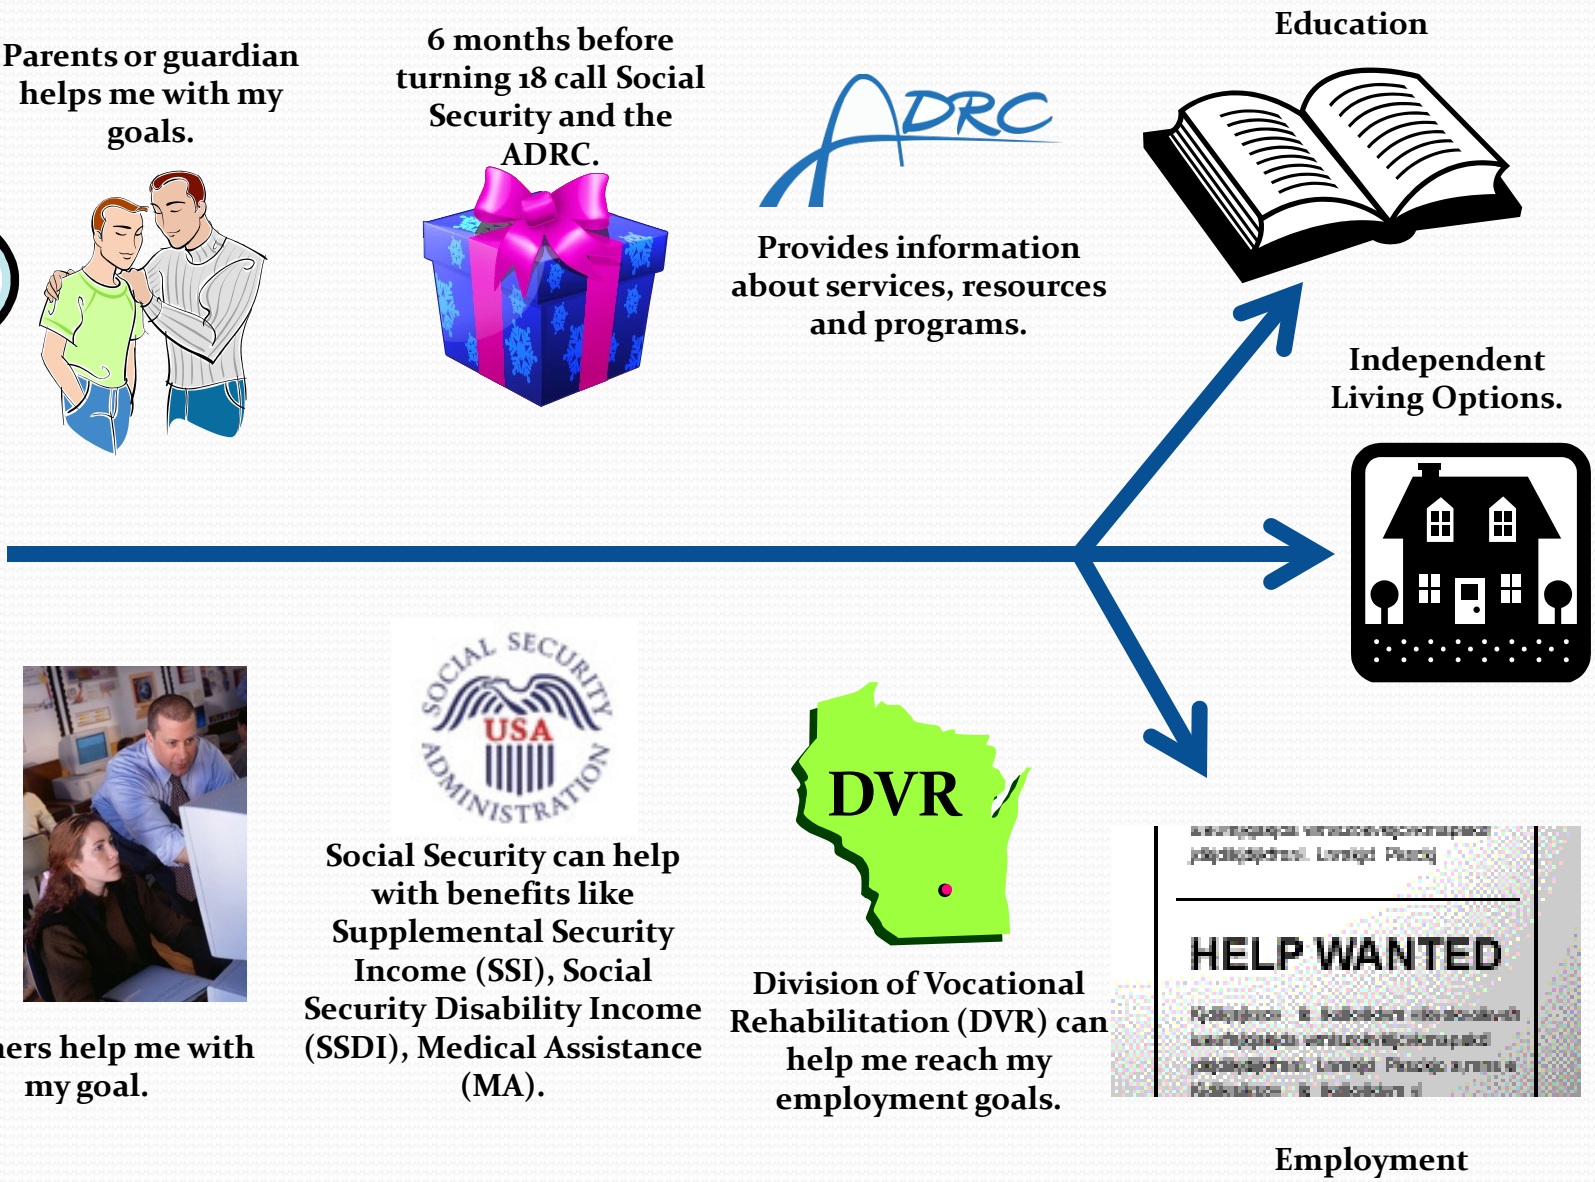 Parents or guardian
helps me with my
goals.
6 months before
turning 18 call Social
Security and the
ADRC.
ADRC
Provides information
about services, resources
and programs.
Education
Independent
Living Options.
help me with
my goal.
SOCIAL SECURITY
ADMINISTRATION
USA
Social Security can help
with benefits like
Supplemental Security
Income (SSI), Social
Security Disability Income
(SSDI), Medical Assistance
(MA).
DVR
Division of Vocational
Rehabilitation (DVR) can
help me reach my
employment goals.
HELP WANTED
Employment